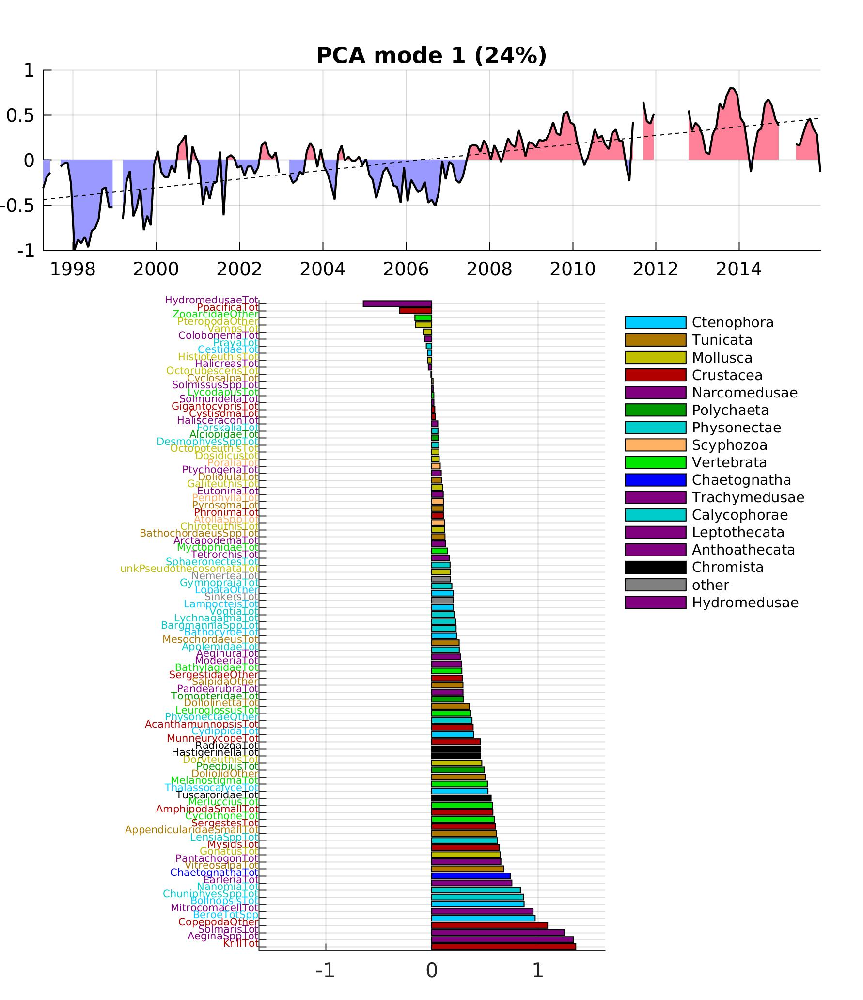 PCA mode 1 (24%)
1
0.5
0
-0.5
-1
1998 2000 2002 2004 2006 2008 2010 2012 2014
HydromedusaeTot
PpacificaTot
ZooarcidaeOther
PteropodaOther
VampsTot
ColobonemaTot
PrayaTot
CestidaeTot
HistioteuthisTot
HalicreasTot
OctorubescensTot
CyclosalpaTot
SolmissusSppTot
LycodapusTot
SolmundellaTot
GigantocyprisTot
CystisomaTot
HalisceraconTot
ForskaliaTot
AlciopidaeTot
DesmophyesSppTot
OctopoteuthisTot
Dosidicustot
PoraliaTot
PtychogenaTot
DoliolulaTot
GaliteuthisTot
EutoninaTot
PeriphyllaTot
PyrosomaTot
PhronimaTot
AtollaSppTot
ChiroteuthisTot
BathochordaeusSppTot
ArctapodemaTot
MyctophidaeTot
TetrorchisTot
SphaeronectesTot
unkPseudothecosomataTot
NemerteaTot
GymnopraiaTot
LobataOther
SinkersTot
LampocteisTot
VogtiaTot
LychnagalmaTot
BargmanniaSppTot
BathocyroeTot
MesochordaeusTot
ApolemidaeTot
AeginuraTot
ModeeriaTot
BathylagidaeTot
SergestidaeOther
SalpidaOther
PandearubraTot
TomopteridaeTot
DoliolinettaTot
LeuroglossusTot
PhysonectaeOther
AcanthamunnopsisTot
CydippidaTot
MunneurycopeTot
RadiozoaTot
HastigerinellaTot
DoryteuthisTot
PoeobiusTot
DoliolidOther
MelanostigmaTot
ThalassocalyceTot
TuscaroridaeTot
MerlucciusTot
AmphipodaSmallTot
CyclothoneTot
SergestesTot
AppendicularidaeSmallTot
LensiaSppTot
MysidsTot
GonatusTot
PantachogonTot
VitreosalpaTot
ChaetognathaTot
EarleriaTot
NanomiaTot
ChuniphyesSppTot
BolinopsisTot
MitrocomacellTot
BeroeTotSpp
CopepodaOther
SolmarisTot
AeginaSppTot
KrillTot
-1 0 1
Ctenophora
Tunicata
Mollusca
Crustacea
Narcomedusae
Polychaeta
Physonectae
Scyphozoa
Vertebrata
Chaetognatha
Trachymedusae
Calycophorae
Leptothecata
Anthoathecata
Chromista
other
Hydromedusae